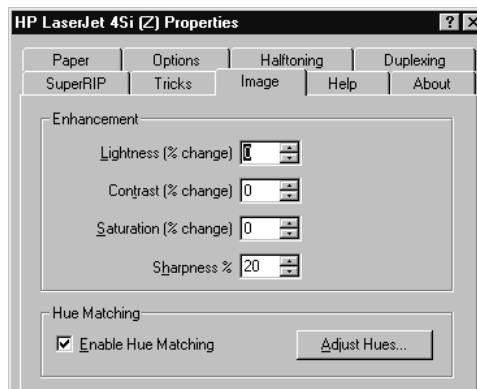 HP LaserJet 4Si (Z) Properties
Paper Options Halftoning Duplexing
SuperRIP Tricks Image Help About
Enhancement
Lightness (% change) 0
Contrast (% change) 0
Saturation (% change) 0
Sharpness % 20
Hue Matching
Enable Hue Matching Adjust Hues...